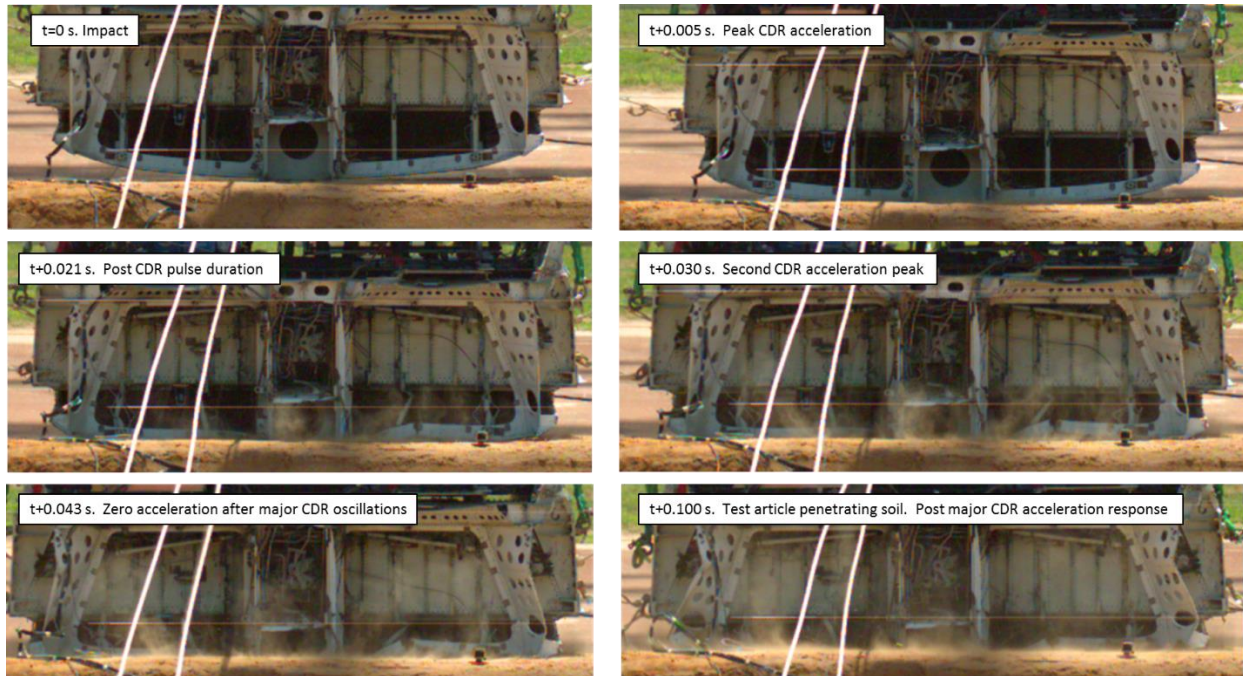 t=0 s. Impact
t+0.005 s. Peak CDR acceleration
t+0.021 s. Post CDR pulse duration
t+0.030 s. Second CDR acceleration peak
t+0.043 s. Zero acceleration after major CDR oscillations
t+0.100 s. Test article penetrating soil. Post major CDR acceleration response